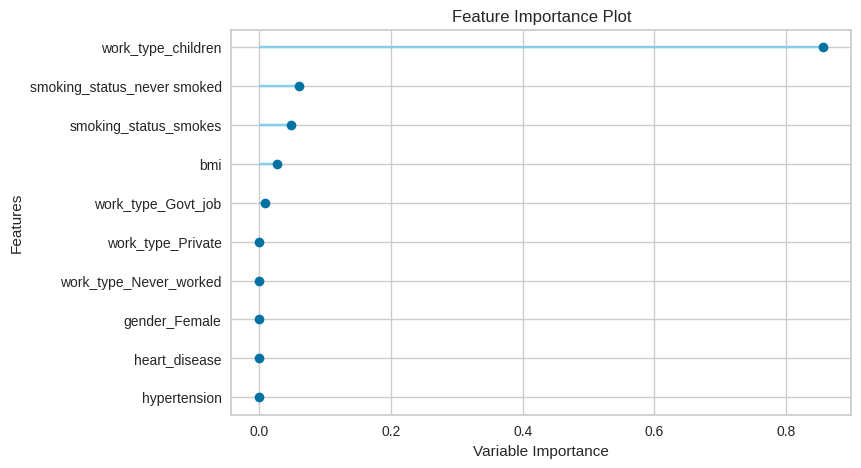 Feature Importance Plot
work_type_children
smoking_status_never smoked
smoking_status_smokes
bmi
work_type_Govt_job
work_type_Private
work_type_Never_worked
gender_Female
heart_disease
hypertension
Features
0.0 0.2 0.4 0.6 0.8
Variable Importance